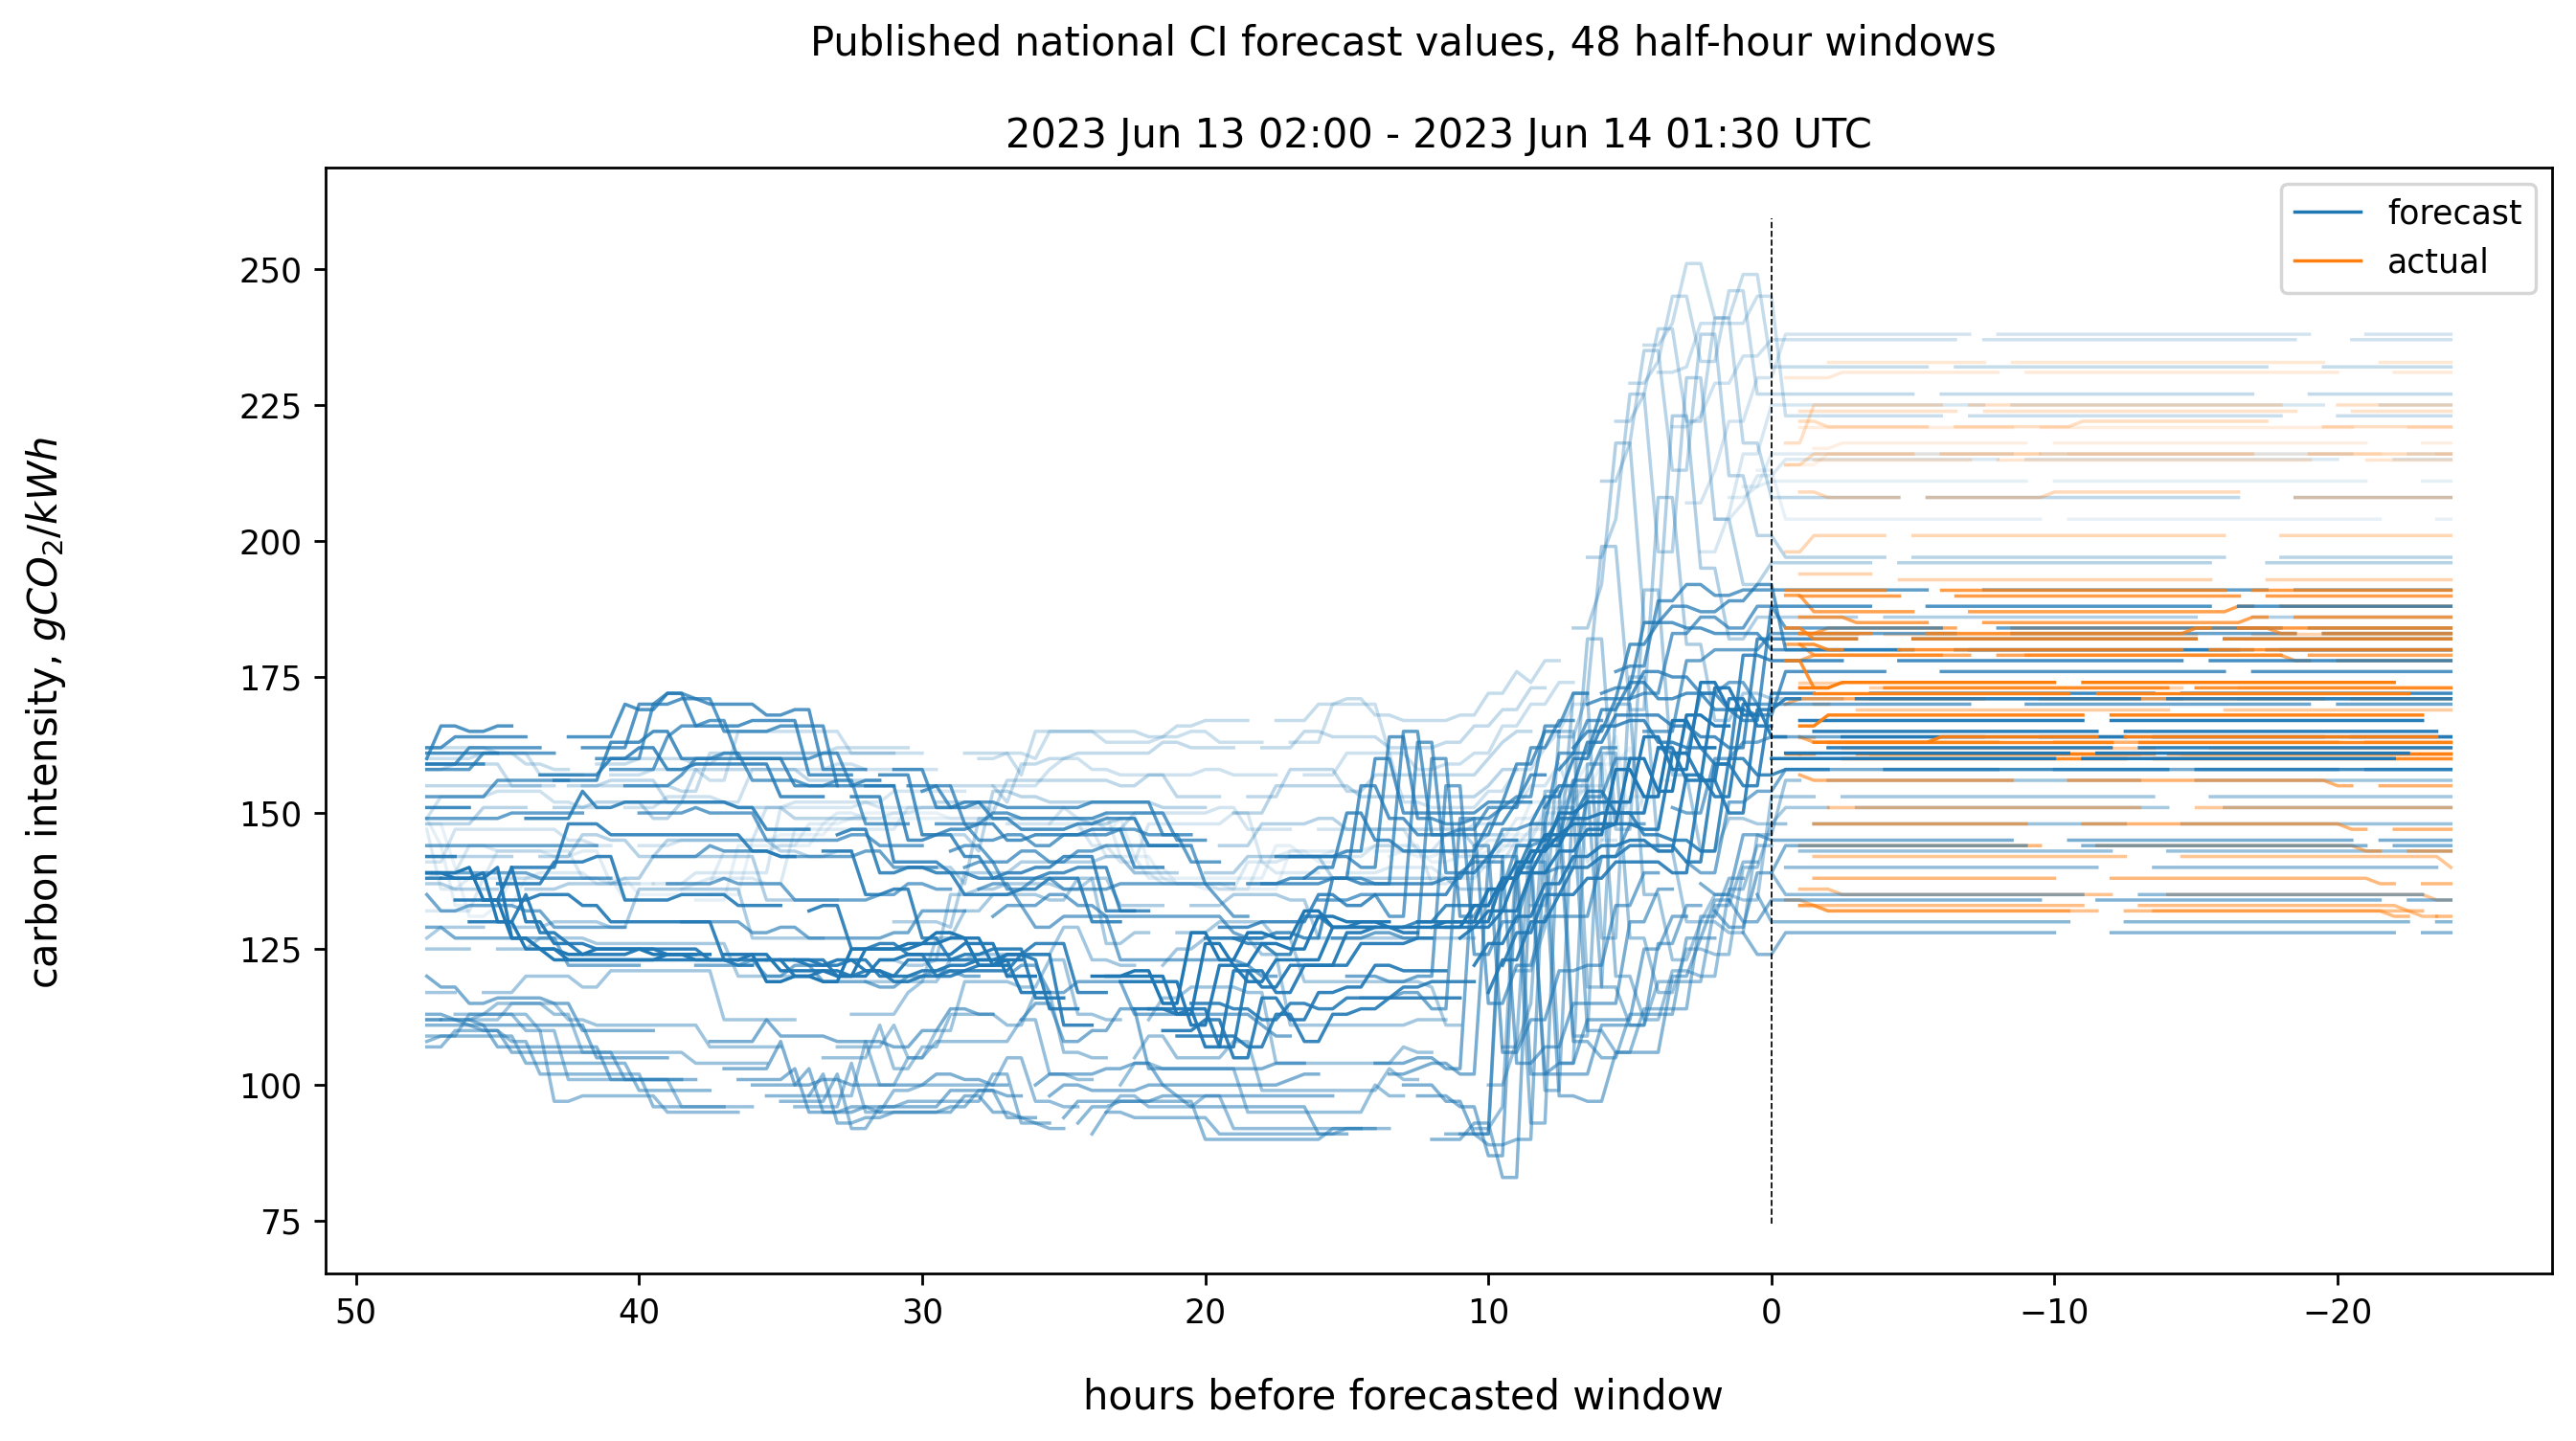 Published national CI forecast values, 48 half-hour windows
2023 Jun 13 02:00 - 2023 Jun 14 01:30 UTC
forecast
actual
carbon intensity, gCO₂/kWh
250
225
200
175
150
125
100
75
50
40
30
20
10
0
−10
−20
hours before forecasted window